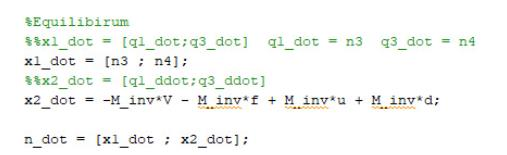 %Equilibirum
%%x1_dot = [q1_dot;q3_dot]  q1_dot = n3  q3_dot = n4
x1_dot = [n3 ; n4];
%%x2_dot = [q1_ddot;q3_ddot]
x2_dot = -M_inv*V - M_inv*f + M_inv*u + M_inv*d;
n_dot = [x1_dot ; x2_dot];